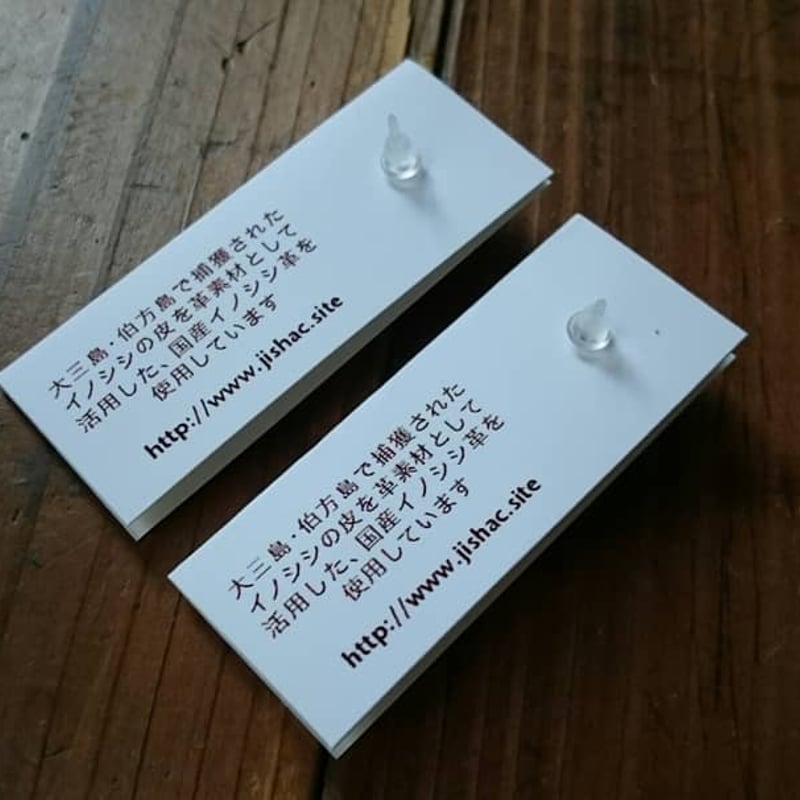 大三島・伯方島で捕獲された
イノシシの皮を革素材として
活用した、国産イノシシ革を
使用しています
http://www.jishac.site
大三島・伯方島で捕獲された
イノシシの皮を革素材として
活用した、国産イノシシ革を
使用しています
http://www.jishac.site